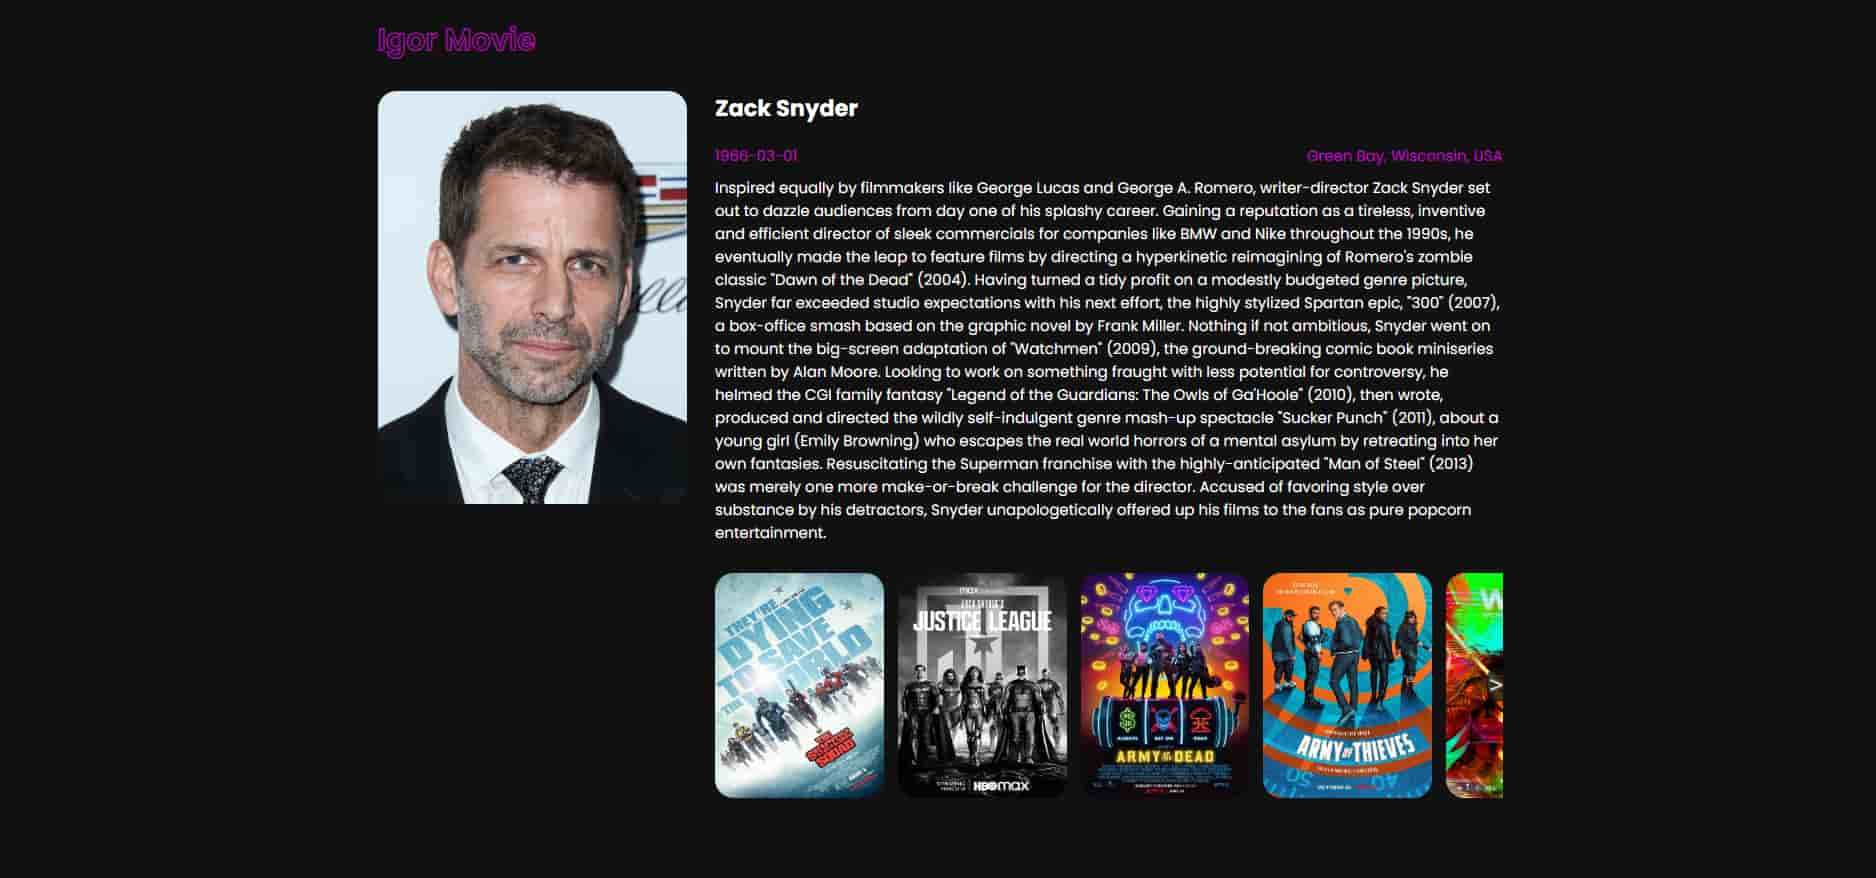 Igor Movie
Zack Snyder
1966-03-01
Green Bay, Wisconsin, USA
Inspired equally by filmmakers like George Lucas and George A. Romero, writer-director Zack Snyder set
out to dazzle audiences from day one of his splashy career. Gaining a reputation as a tireless, inventive
and efficient director of sleek commercials for companies like BMW and Nike throughout the 1990s, he
eventually made the leap to feature films by directing a hyperkinetic reimagining of Romero's zombie
classic "Dawn of the Dead" (2004). Having turned a tidy profit on a modestly budgeted genre picture,
Snyder far exceeded studio expectations with his next effort, the highly stylized Spartan epic, "300" (2007),
a box-office smash based on the graphic novel by Frank Miller. Nothing if not ambitious, Snyder went on
to mount the big-screen adaptation of "Watchmen" (2009), the ground-breaking comic book miniseries
written by Alan Moore. Looking to work on something fraught with less potential for controversy, he
helmed the CGI family fantasy "Legend of the Guardians: The Owls of Ga'Hoole" (2010), then wrote,
produced and directed the wildly self-indulgent genre mash-up spectacle "Sucker Punch" (2011), about a
young girl (Emily Browning) who escapes the real world horrors of a mental asylum by retreating into her
own fantasies. Resuscitating the Superman franchise with the highly-anticipated "Man of Steel" (2013)
was merely one more make-or-break challenge for the director. Accused of favoring style over
substance by his detractors, Snyder unapologetically offered up his films to the fans as pure popcorn
entertainment.
THEY'RE
DYING
TO SAVE
THE WORLD
THE
SUICIDE
SQUAD
ZACK SNYDER'S
JUSTICE LEAGUE
HBOmax
ALWAYS
BET ON
DEAD
ARMY OF THE DEAD
ARMY OF THIEVES